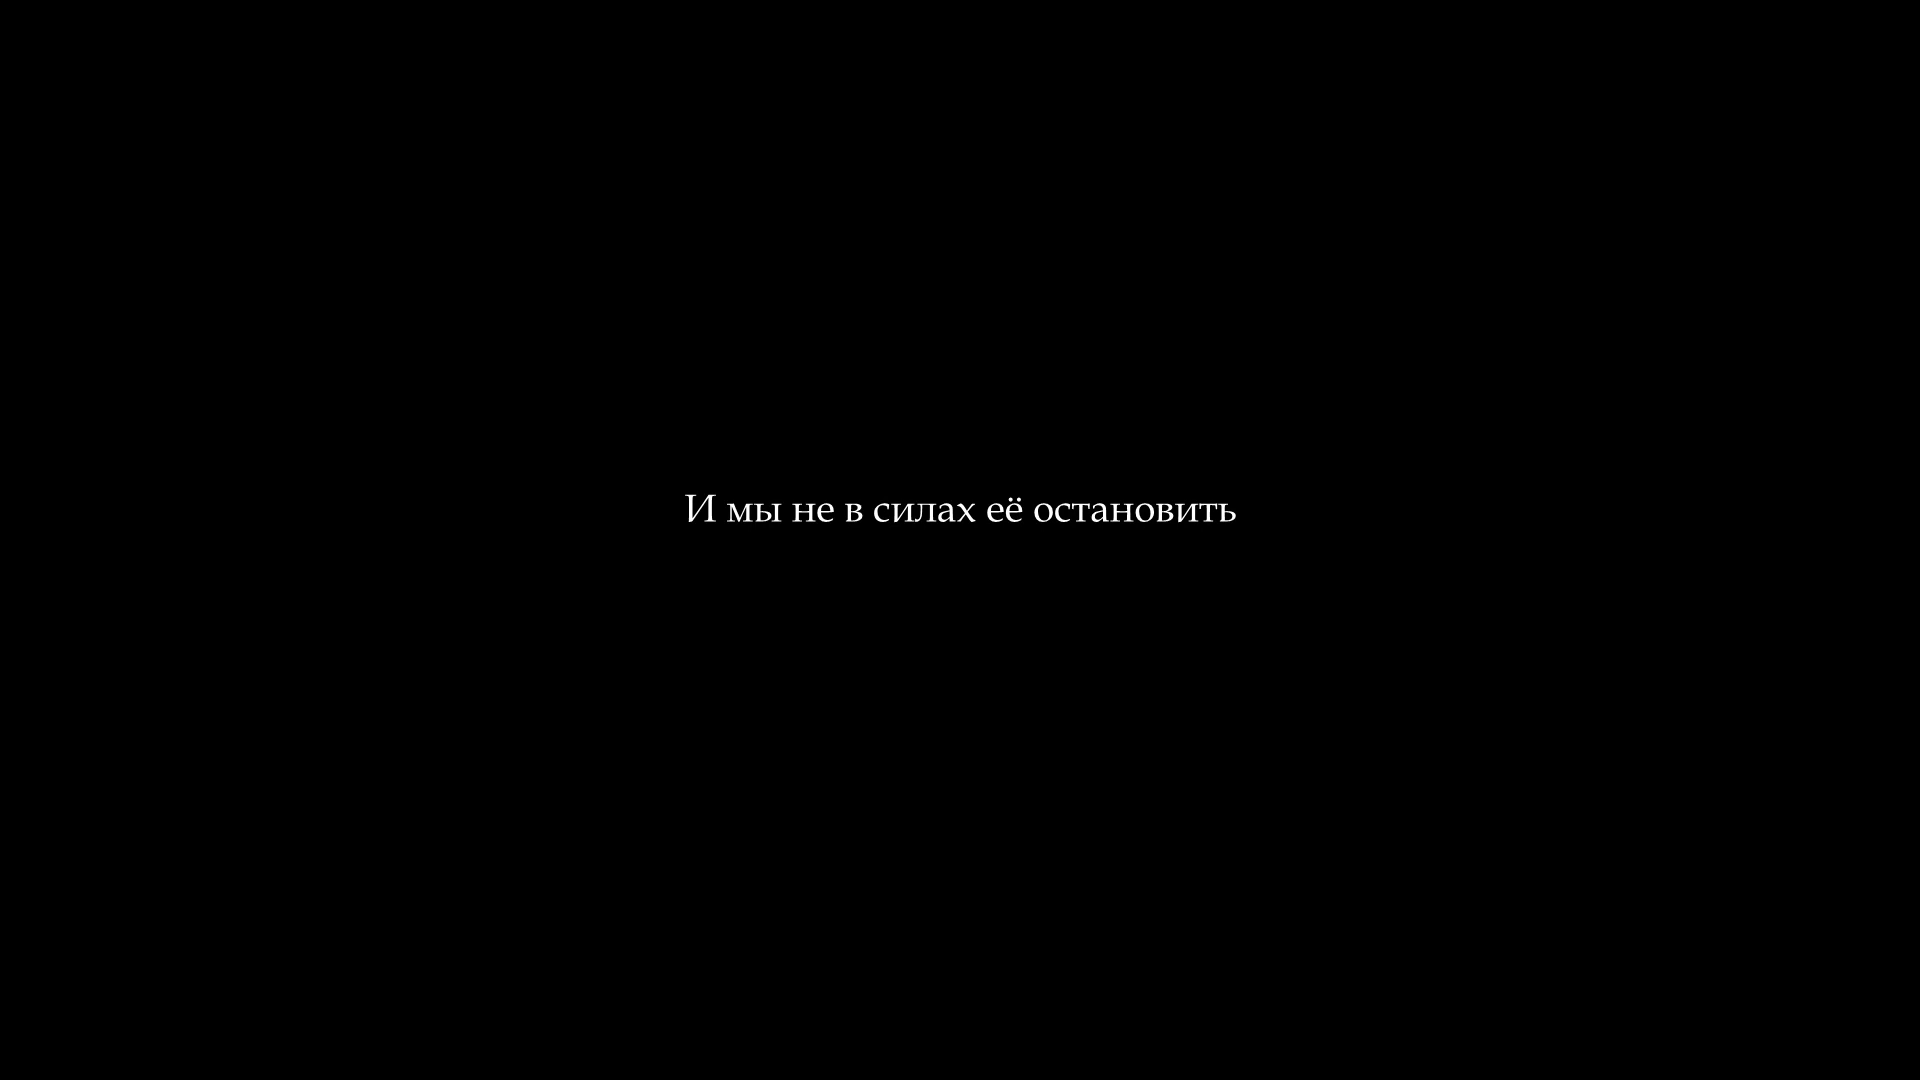 И мы не в силах её остановить